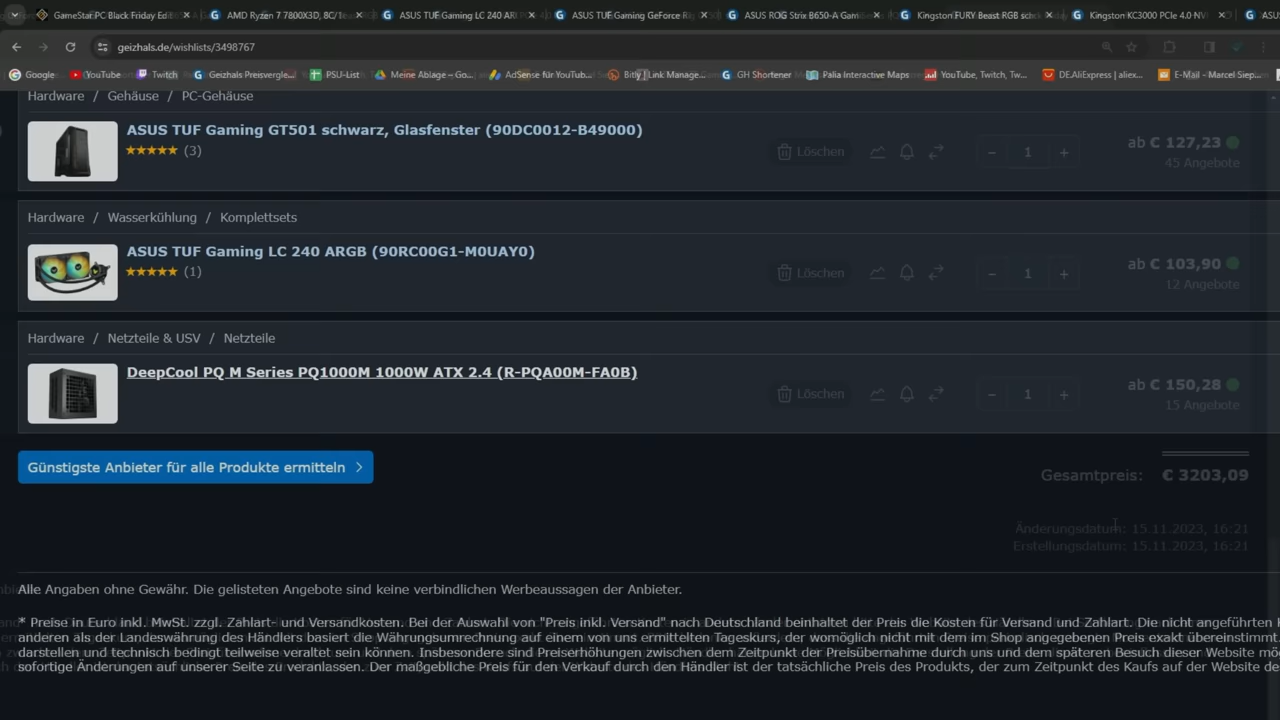 GameStar PC Black Friday Ed
AMD Ryzen 7 7800X3D, 8C/1
ASUS TUF Gaming LC 240 AR
ASUS TUF Gaming GeForce R
ASUS ROG Strix B650-A Gam
Kingston FURY Beast RGB sch
Kingston KC3000 PCIe 4.0 NV
ASUS
geizhals.de/wishlists/3498767
Google
YouTube
Twitch
Geizhals Preisvergle...
PSU-List
Meine Ablage – Go...
AdSense für YouTub...
Bitly | Link Manage...
GH Shortener
Palia Interactive Maps
YouTube, Twitch, Tw...
DE.AliExpress | aliex...
E-Mail – Marcel Siep...
Hardware / Gehäuse / PC-Gehäuse
ASUS TUF Gaming GT501 schwarz, Glasfenster (90DC0012-B49000)
(3)
Löschen
- 1 +
ab € 127,23
45 Angebote
Hardware / Wasserkühlung / Komplettsets
ASUS TUF Gaming LC 240 ARGB (90RC00G1-M0UAY0)
(1)
Löschen
- 1 +
ab € 103,90
12 Angebote
Hardware / Netzteile & USV / Netzteile
DeepCool PQ M Series PQ1000M 1000W ATX 2.4 (R-PQA00M-FA0B)
Löschen
- 1 +
ab € 150,28
15 Angebote
Günstigste Anbieter für alle Produkte ermitteln
Gesamtpreis: € 3203,09
Änderungsdatum: 15.11.2023, 16:21
Erstellungsdatum: 15.11.2023, 16:21
Alle Angaben ohne Gewähr. Die gelisteten Angebote sind keine verbindlichen Werbeaussagen der Anbieter.
* Preise in Euro inkl. MwSt. zzgl. Zahlart- und Versandkosten. Bei der Auswahl von "Preis inkl. Versand" nach Deutschland beinhaltet der Preis die Kosten für Versand und Zahlart. Die nicht angeführten K
anderen als der Landeswährung des Händlers basiert die Währungsumrechnung auf einem von uns ermittelten Tageskurs, der womöglich nicht mit dem im Shop angegebenen Preis exakt übereinstimmt.
darstellen und technisch bedingt teilweise veraltet sein können. Insbesondere sind Preiserhöhungen zwischen dem Zeitpunkt der Preisübernahme durch uns und dem späteren Besuch dieser Website mö
sofortige Änderungen auf unserer Seite zu veranlassen. Der maßgebliche Preis für den Verkauf durch den Händler ist der tatsächliche Preis des Produkts, der zum Zeitpunkt des Kaufs auf der Website de